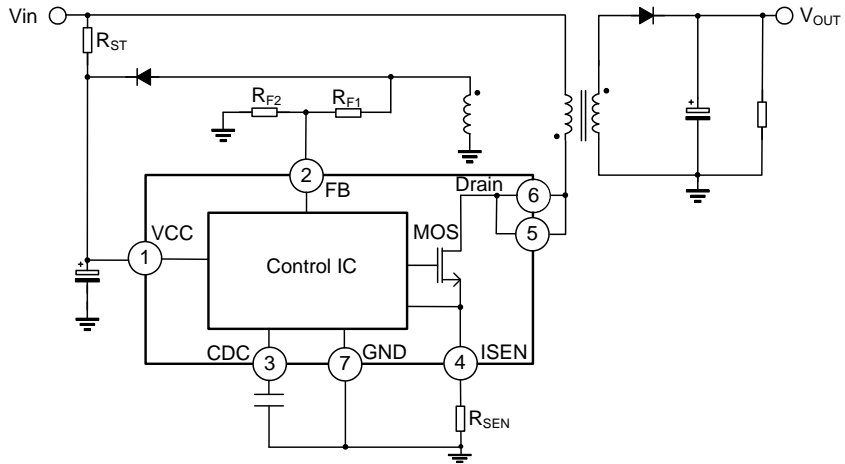 Vin
V_OUT
R_ST
R_F2
R_F1
2
FB
Drain
6
5
VCC
1
MOS
Control IC
CDC
3
7
GND
4
ISEN
R_SEN
+
+